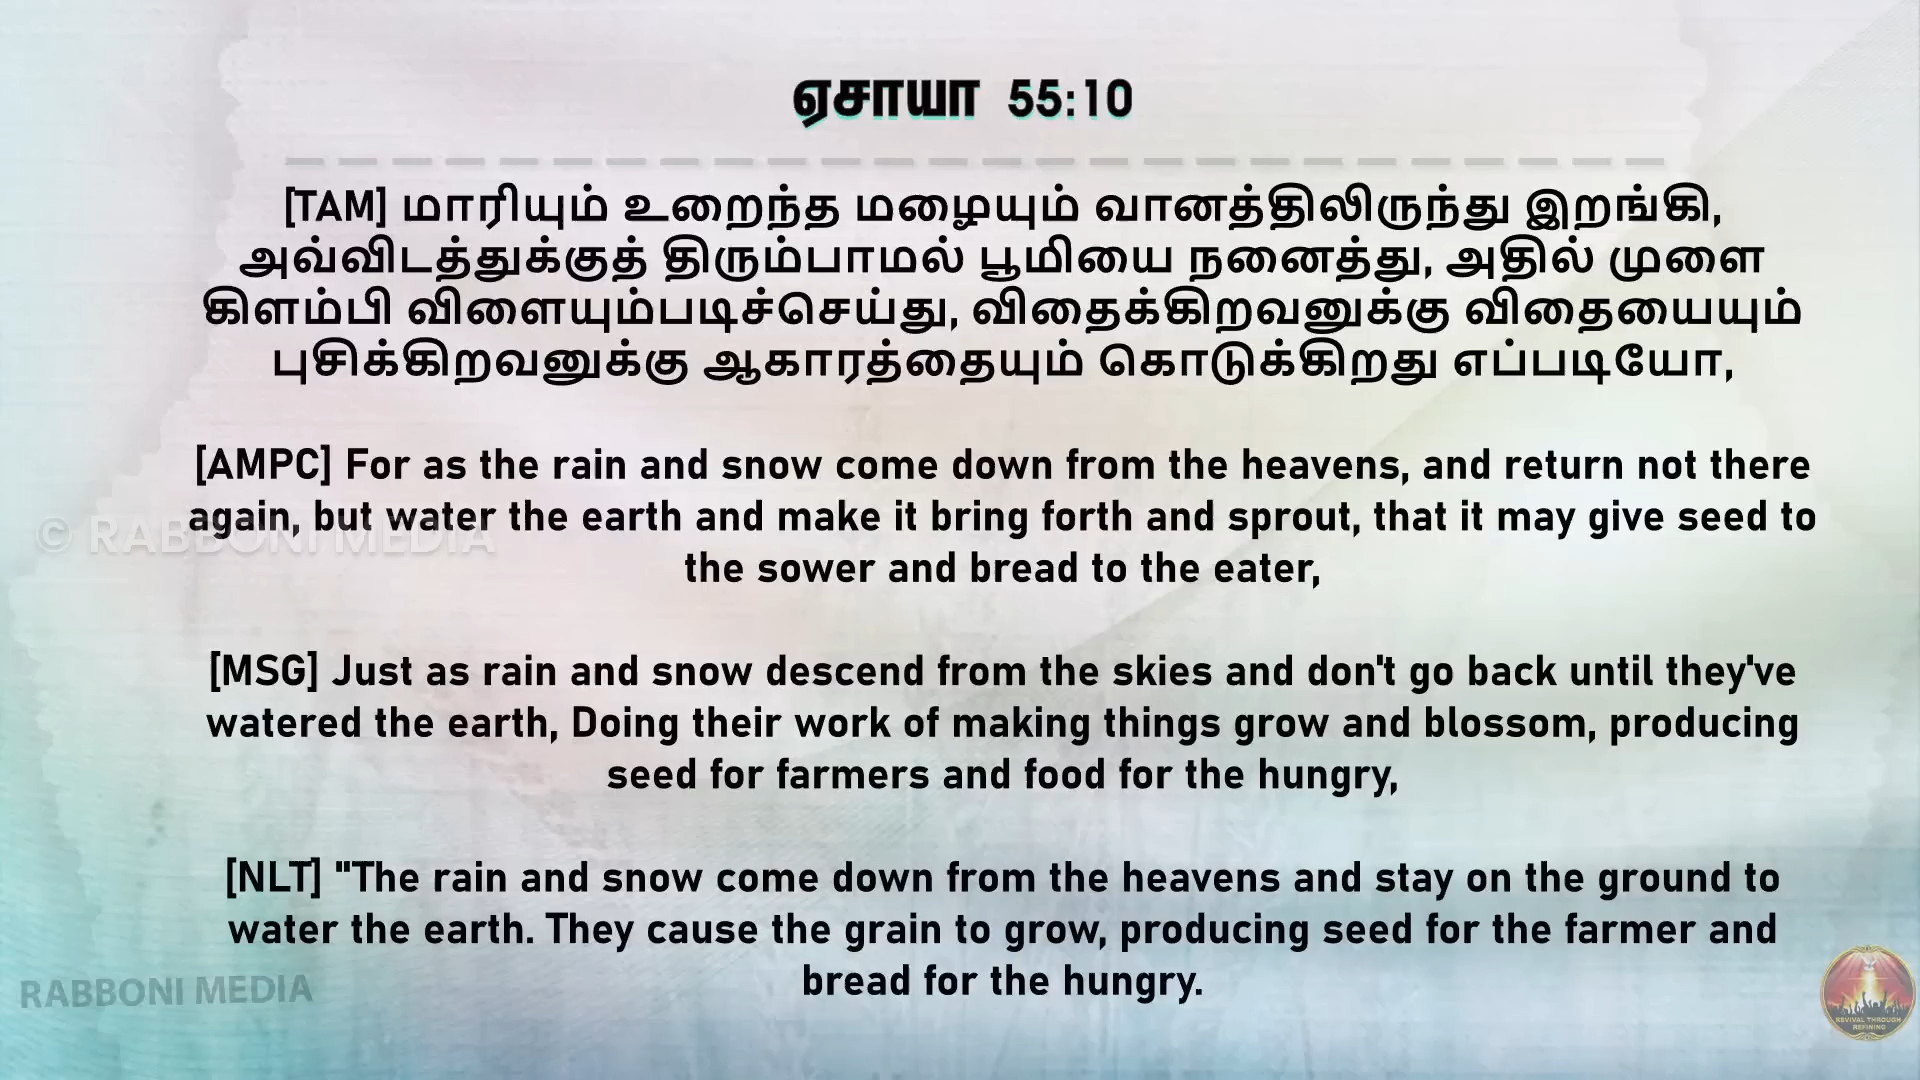 ஏசாயா 55:10
[TAM] மாரியும் உறைந்த மழையும் வானத்திலிருந்து இறங்கி,
அவ்விடத்துக்குத் திரும்பாமல் பூமியை நனைத்து, அதில் முளை
கிளம்பி விளையும்படிச்செய்து, விதைக்கிறவனுக்கு விதையையும்
புசிக்கிறவனுக்கு ஆகாரத்தையும் கொடுக்கிறது எப்படியோ,
[AMPC] For as the rain and snow come down from the heavens, and return not there
again, but water the earth and make it bring forth and sprout, that it may give seed to
the sower and bread to the eater,
© RABBONI MEDIA
[MSG] Just as rain and snow descend from the skies and don't go back until they've
watered the earth, Doing their work of making things grow and blossom, producing
seed for farmers and food for the hungry,
[NLT] "The rain and snow come down from the heavens and stay on the ground to
water the earth. They cause the grain to grow, producing seed for the farmer and
bread for the hungry.
RABBONI MEDIA
REVIVAL THROUGH
REFINING